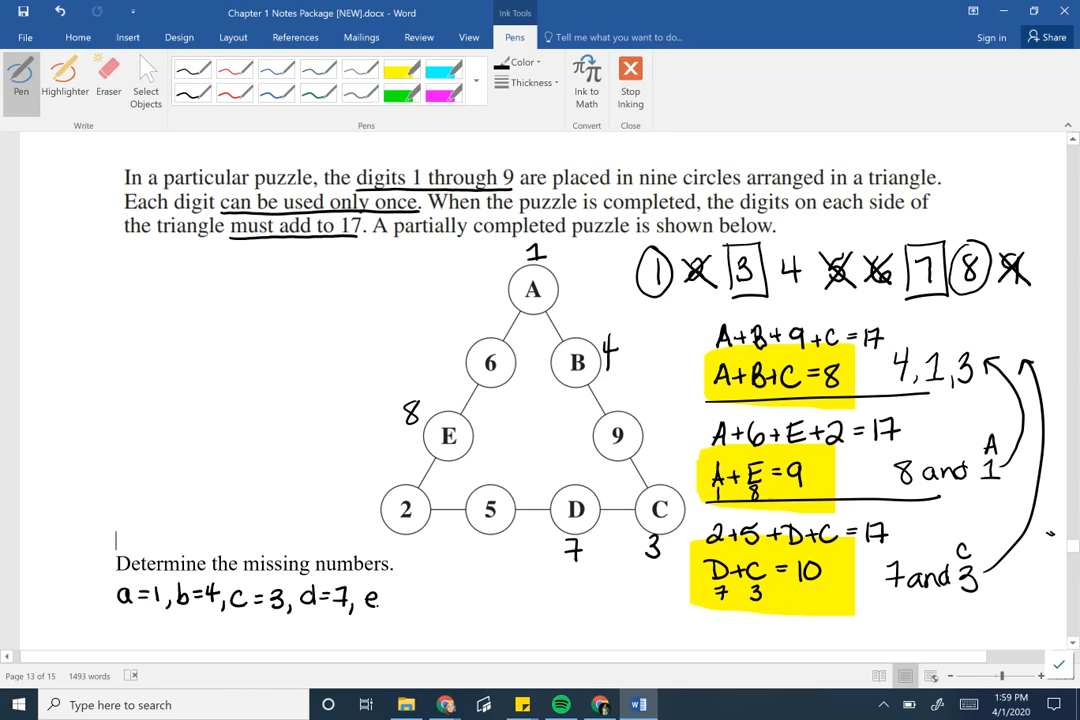 Chapter 1 Notes Package [NEW].docx - Word
Ink Tools
File Home Insert Design Layout References Mailings Review View Pens Tell me what you want to do... Sign in Share
Pen Highlighter Eraser Select Objects
Color Thickness
Ink to Math
Stop Inking
Write Pens Convert Close
In a particular puzzle, the digits 1 through 9 are placed in nine circles arranged in a triangle.
Each digit can be used only once. When the puzzle is completed, the digits on each side of
the triangle must add to 17. A partially completed puzzle is shown below.
1 2 3 4 5 6 7 8 9
1
A
6 B 4
8 E 9
2 5 D C
7 3
A+B+9+C=17
A+B+C=8 4,1,3
A+6+E+2=17
A+E=9 8 and 1
1 8 A
2+5+D+C=17
D+C=10 7 and 3
7 3 C
Determine the missing numbers.
a=1, b=4, c=3, d=7, e
Page 13 of 15 1493 words
Type here to search
1:59 PM
4/1/2020